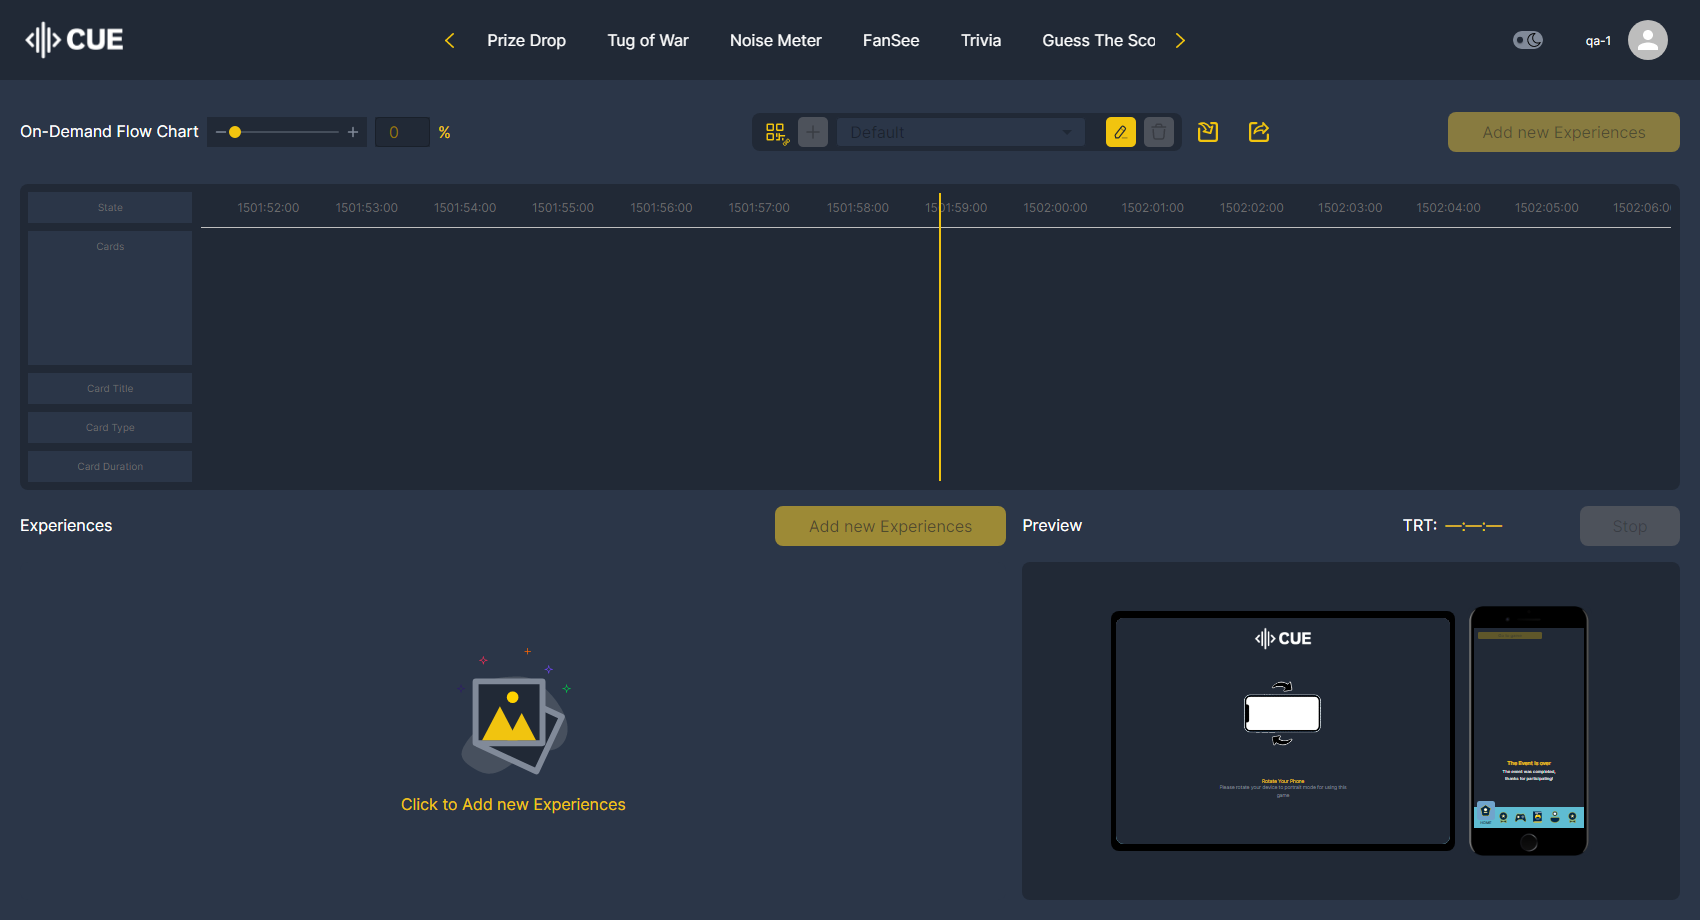 CUE
Prize Drop Tug of War Noise Meter FanSee Trivia Guess The Sco
qa-1
On-Demand Flow Chart 0 %
Default
Add new Experiences
State 1501:52:00 1501:53:00 1501:54:00 1501:55:00 1501:56:00 1501:57:00 1501:58:00 1501:59:00 1502:00:00 1502:01:00 1502:02:00 1502:03:00 1502:04:00 1502:05:00 1502:06:00
Cards
Card Title
Card Type
Card Duration
Experiences
Add new Experiences
Click to Add new Experiences
Preview
TRT: —:—:—
Stop
CUE
Rotate Your Phone
Please rotate your device to portrait mode for using this
game
The Event is over
The event was completed,
thanks for participating!
HOME